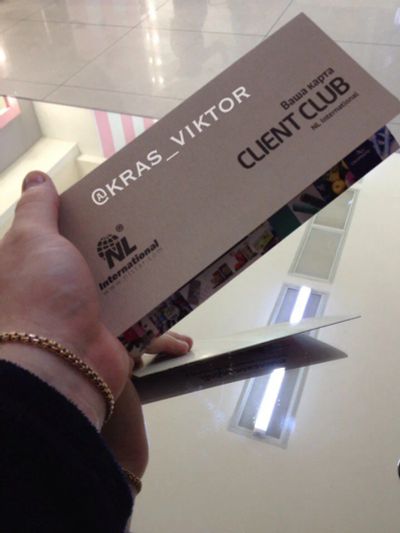 @KRAS_VIKTOR
Ваша карта
CLIENT CLUB
NL International
®
NL
International